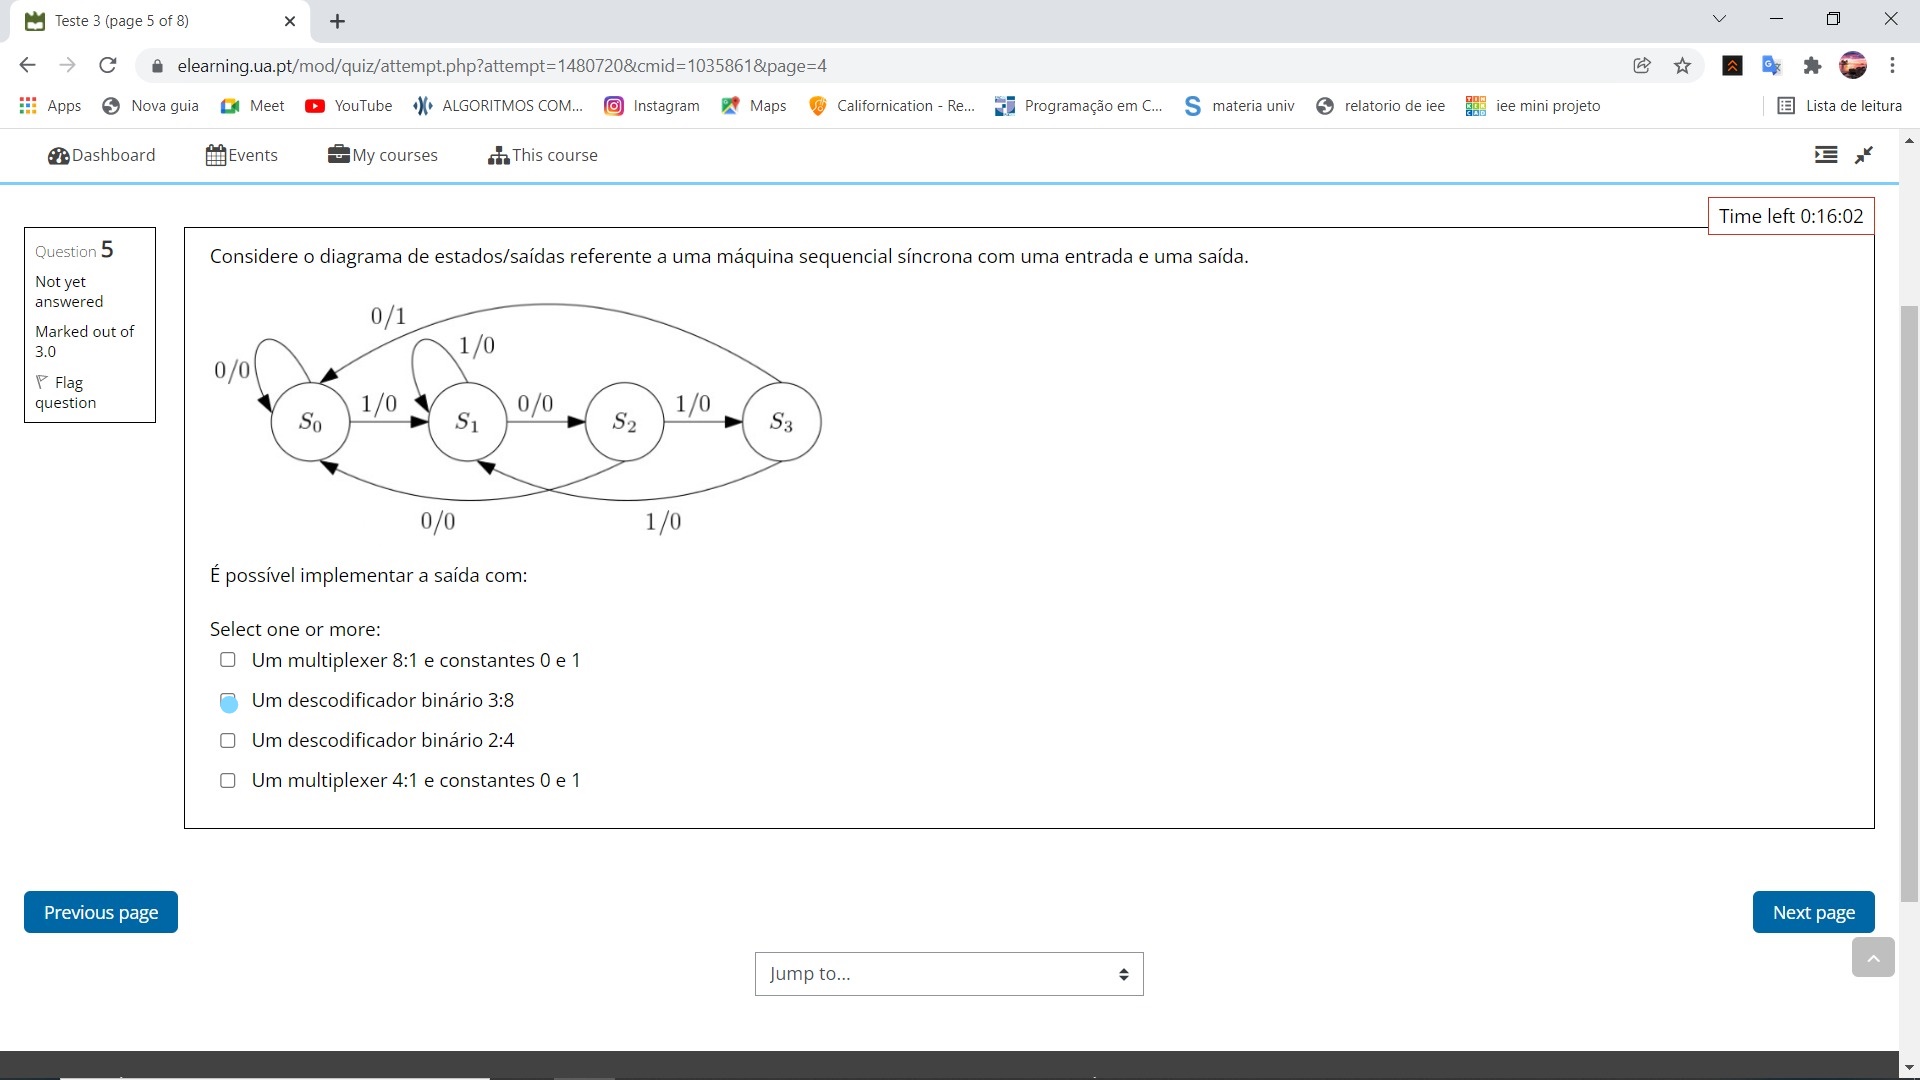 Teste 3 (page 5 of 8)
elearning.ua.pt/mod/quiz/attempt.php?attempt=1480720&cmid=1035861&page=4
Apps Nova guia Meet YouTube ALGORITMOS COM... Instagram Maps Californication - Re... Programação em C... materia univ relatorio de iee iee mini projeto Lista de leitura
Dashboard Events My courses This course
Time left 0:16:02
Question 5
Not yet
answered
Marked out of
3.0
Flag
question
Considere o diagrama de estados/saídas referente a uma máquina sequencial síncrona com uma entrada e uma saída.
0/1
1/0
0/0
1/0 0/0 1/0
S0 S1 S2 S3
0/0 1/0
É possível implementar a saída com:
Select one or more:
Um multiplexer 8:1 e constantes 0 e 1
Um descodificador binário 3:8
Um descodificador binário 2:4
Um multiplexer 4:1 e constantes 0 e 1
Previous page Next page
Jump to...